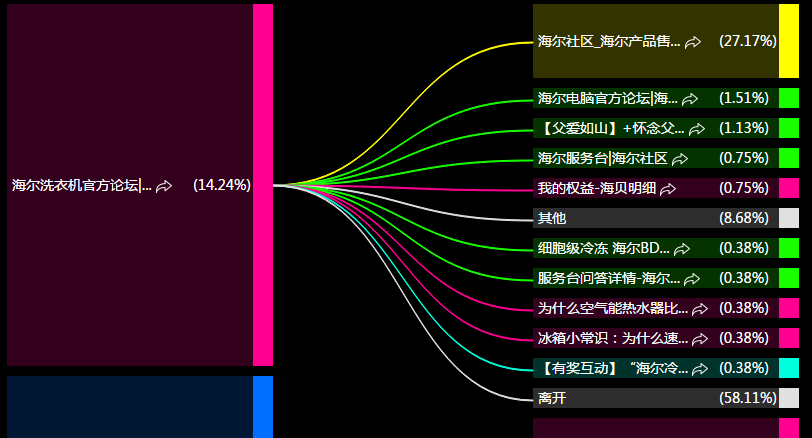 海尔洗衣机官方论坛|... (14.24%)
海尔社区_海尔产品售... (27.17%)
海尔电脑官方论坛|海... (1.51%)
【父爱如山】+怀念父... (1.13%)
海尔服务台|海尔社区 (0.75%)
我的权益-海贝明细 (0.75%)
其他 (8.68%)
细胞级冷冻 海尔BD... (0.38%)
服务台问答详情-海尔... (0.38%)
为什么空气能热水器比... (0.38%)
冰箱小常识：为什么速... (0.38%)
【有奖互动】“海尔冷... (0.38%)
离开 (58.11%)